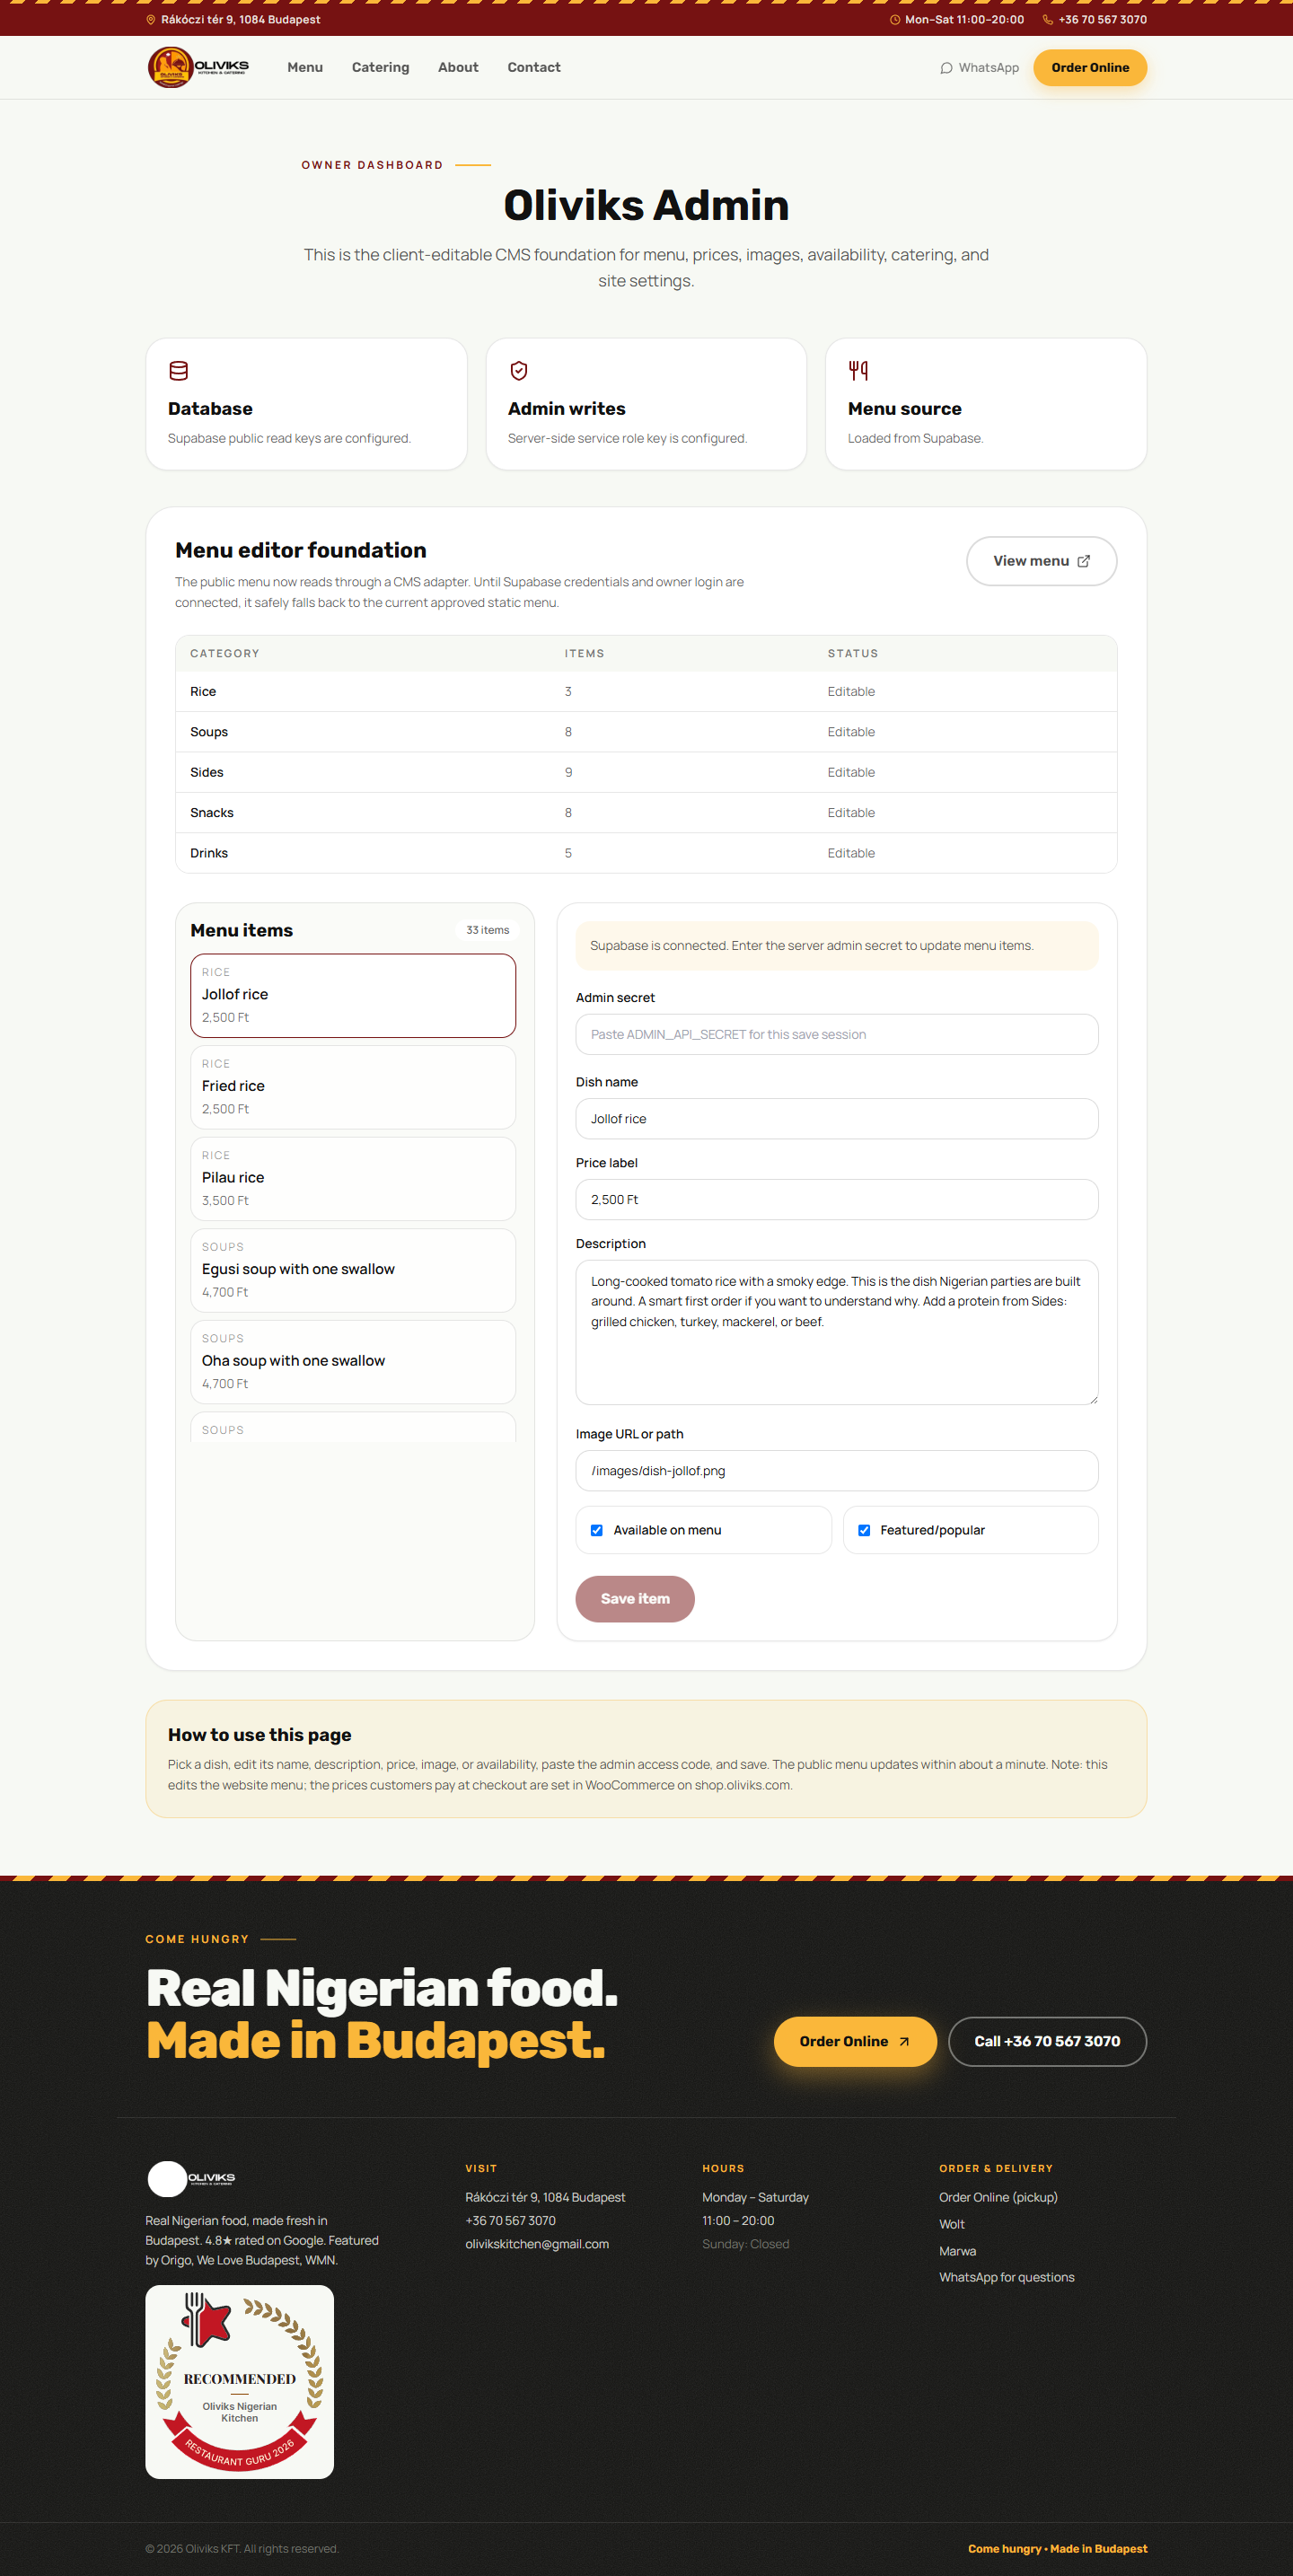 Rákóczi tér 9, 1084 Budapest
Mon–Sat 11:00–20:00
+36 70 567 3070
OLIVIKS
KITCHEN & CATERING
Menu
Catering
About
Contact
WhatsApp
Order Online
OWNER DASHBOARD
Oliviks Admin
This is the client-editable CMS foundation for menu, prices, images, availability, catering, and
site settings.
Database
Supabase public read keys are configured.
Admin writes
Server-side service role key is configured.
Menu source
Loaded from Supabase.
Menu editor foundation
The public menu now reads through a CMS adapter. Until Supabase credentials and owner login are
connected, it safely falls back to the current approved static menu.
View menu
CATEGORY ITEMS STATUS
Rice 3 Editable
Soups 8 Editable
Sides 9 Editable
Snacks 8 Editable
Drinks 5 Editable
Menu items
33 items
RICE
Jollof rice
2,500 Ft
RICE
Fried rice
2,500 Ft
RICE
Pilau rice
3,500 Ft
SOUPS
Egusi soup with one swallow
4,700 Ft
SOUPS
Oha soup with one swallow
4,700 Ft
SOUPS
Supabase is connected. Enter the server admin secret to update menu items.
Admin secret
Paste ADMIN_API_SECRET for this save session
Dish name
Jollof rice
Price label
2,500 Ft
Description
Long-cooked tomato rice with a smoky edge. This is the dish Nigerian parties are built
around. A smart first order if you want to understand why. Add a protein from Sides:
grilled chicken, turkey, mackerel, or beef.
Image URL or path
/images/dish-jollof.png
Available on menu
Featured/popular
Save item
How to use this page
Pick a dish, edit its name, description, price, image, or availability, paste the admin access code, and save. The public menu updates within about a minute. Note: this
edits the website menu; the prices customers pay at checkout are set in WooCommerce on shop.oliviks.com.
COME HUNGRY
Real Nigerian food.
Made in Budapest.
Order Online
Call +36 70 567 3070
OLIVIKS
KITCHEN & CATERING
Real Nigerian food, made fresh in
Budapest. 4.8★ rated on Google. Featured
by Origo, We Love Budapest, WMN.
RECOMMENDED
Oliviks Nigerian
Kitchen
RESTAURANT GURU 2026
VISIT
Rákóczi tér 9, 1084 Budapest
+36 70 567 3070
olivikskitchen@gmail.com
HOURS
Monday – Saturday
11:00 – 20:00
Sunday: Closed
ORDER & DELIVERY
Order Online (pickup)
Wolt
Marwa
WhatsApp for questions
© 2026 Oliviks KFT. All rights reserved.
Come hungry • Made in Budapest